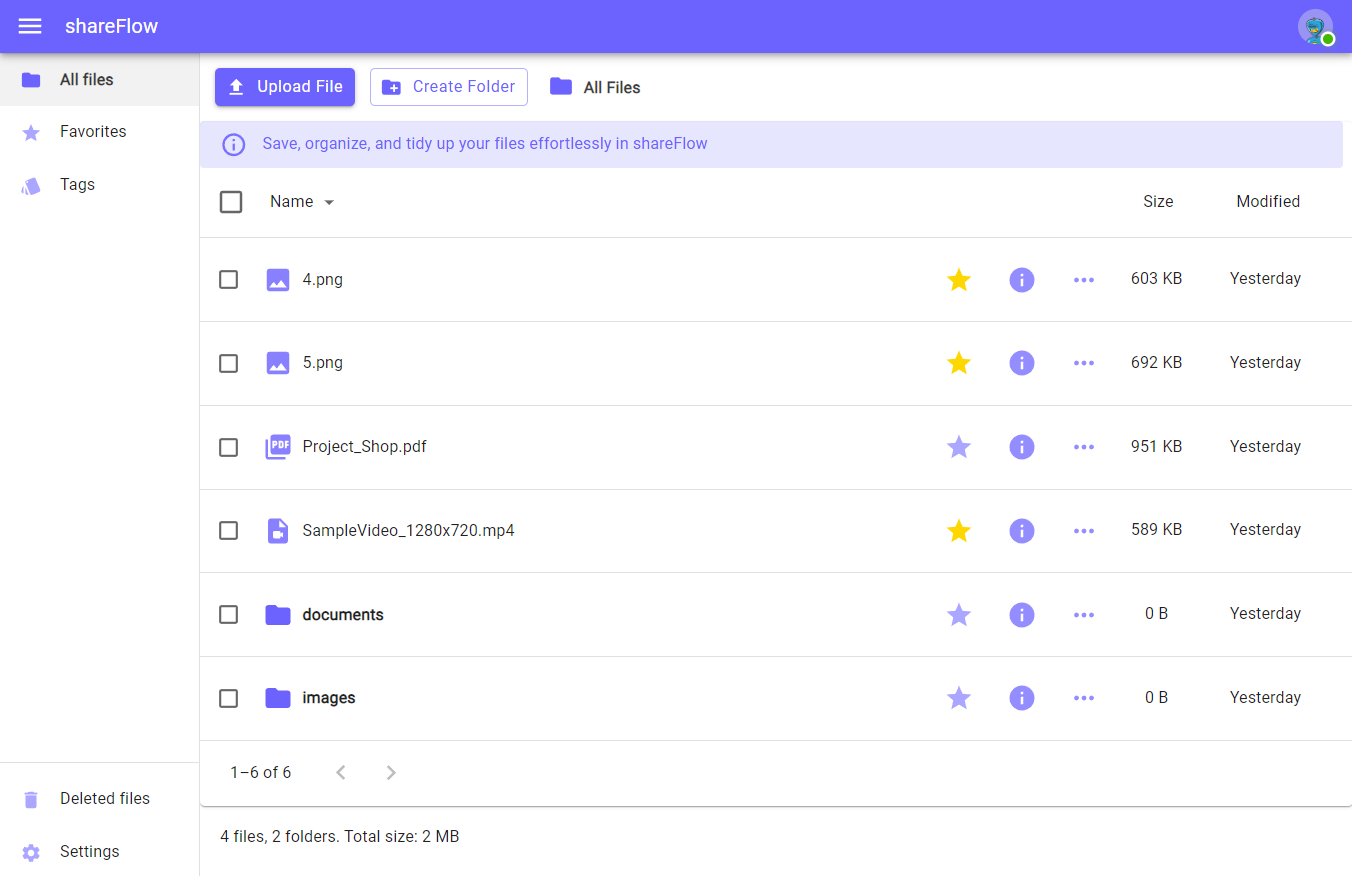 shareFlow
All files
Favorites
Tags
Upload File
Create Folder
All Files
Save, organize, and tidy up your files effortlessly in shareFlow
Name Size Modified
4.png 603 KB Yesterday
5.png 692 KB Yesterday
PDF Project_Shop.pdf 951 KB Yesterday
SampleVideo_1280x720.mp4 589 KB Yesterday
documents 0 B Yesterday
images 0 B Yesterday
1–6 of 6
4 files, 2 folders. Total size: 2 MB
Deleted files
Settings